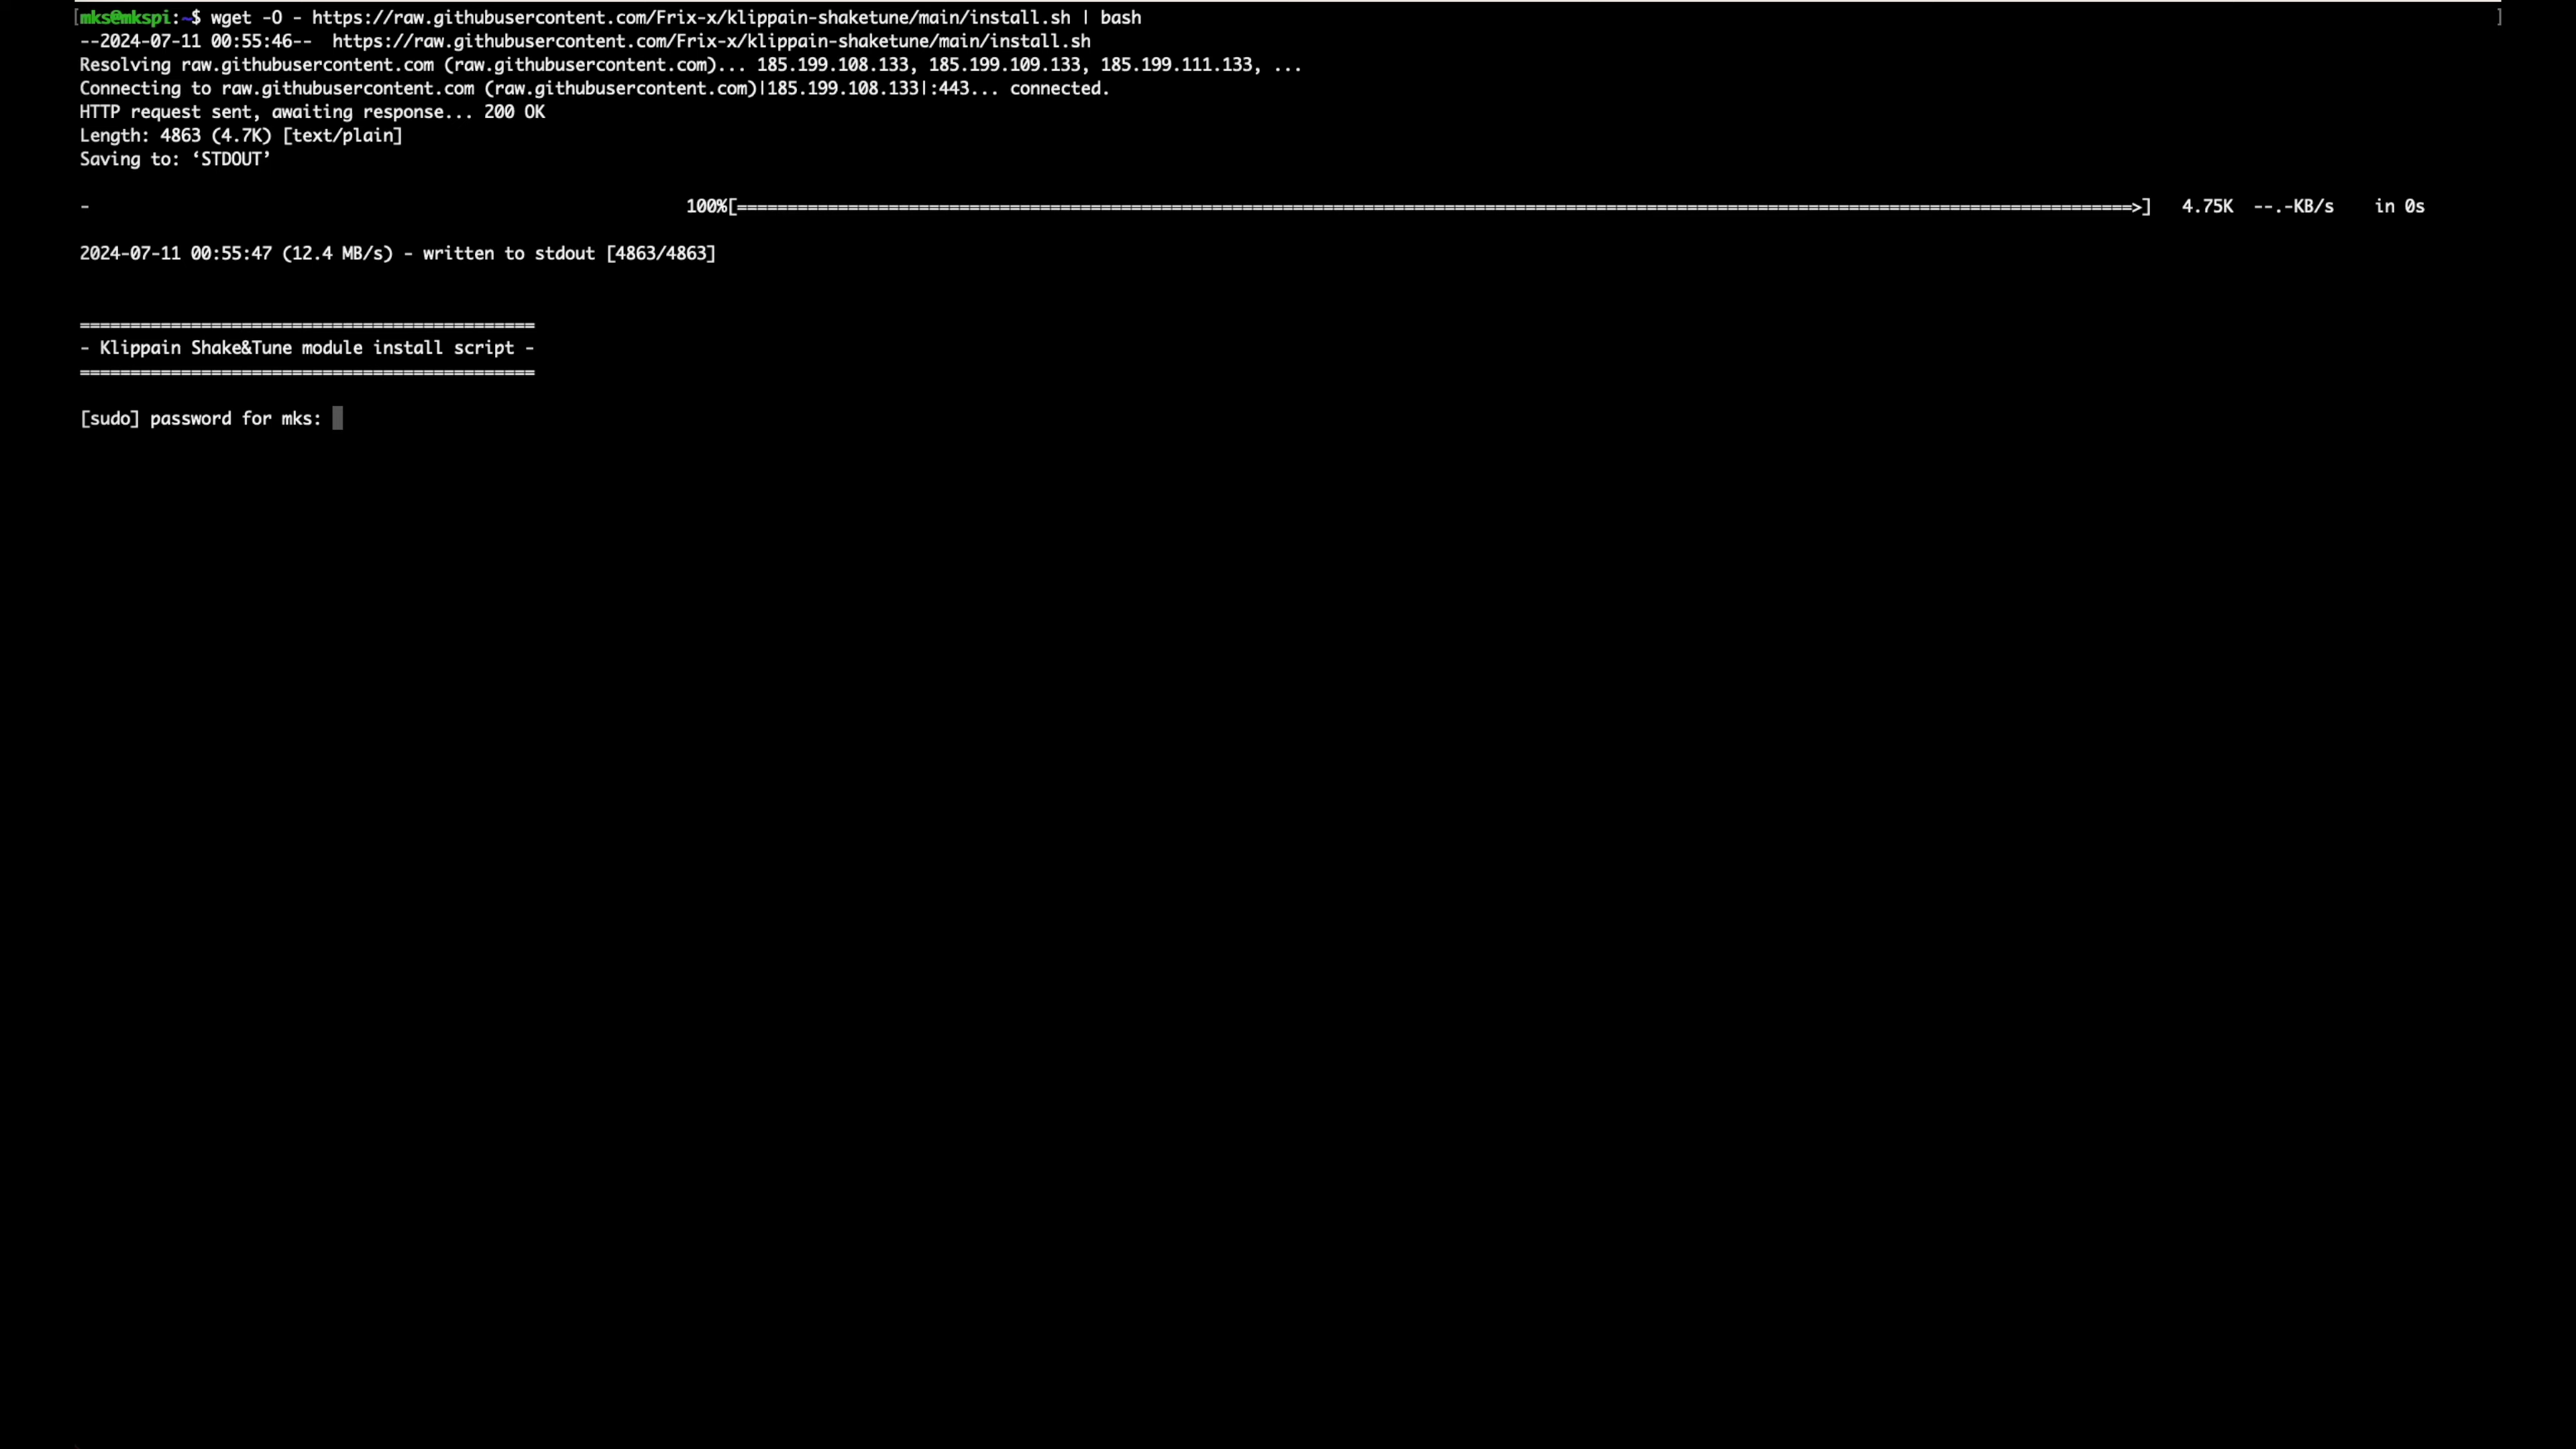 [mks@mkspi:~$ wget -O - https://raw.githubusercontent.com/Frix-x/klippain-shaketune/main/install.sh | bash ]
--2024-07-11 00:55:46--  https://raw.githubusercontent.com/Frix-x/klippain-shaketune/main/install.sh
Resolving raw.githubusercontent.com (raw.githubusercontent.com)... 185.199.108.133, 185.199.109.133, 185.199.111.133, ...
Connecting to raw.githubusercontent.com (raw.githubusercontent.com)|185.199.108.133|:443... connected.
HTTP request sent, awaiting response... 200 OK
Length: 4863 (4.7K) [text/plain]
Saving to: ‘STDOUT’
- 100%[==========================================================================================================================================>] 4.75K --.-KB/s in 0s
2024-07-11 00:55:47 (12.4 MB/s) - written to stdout [4863/4863]
=============================================
- Klippain Shake&Tune module install script -
=============================================
[sudo] password for mks: